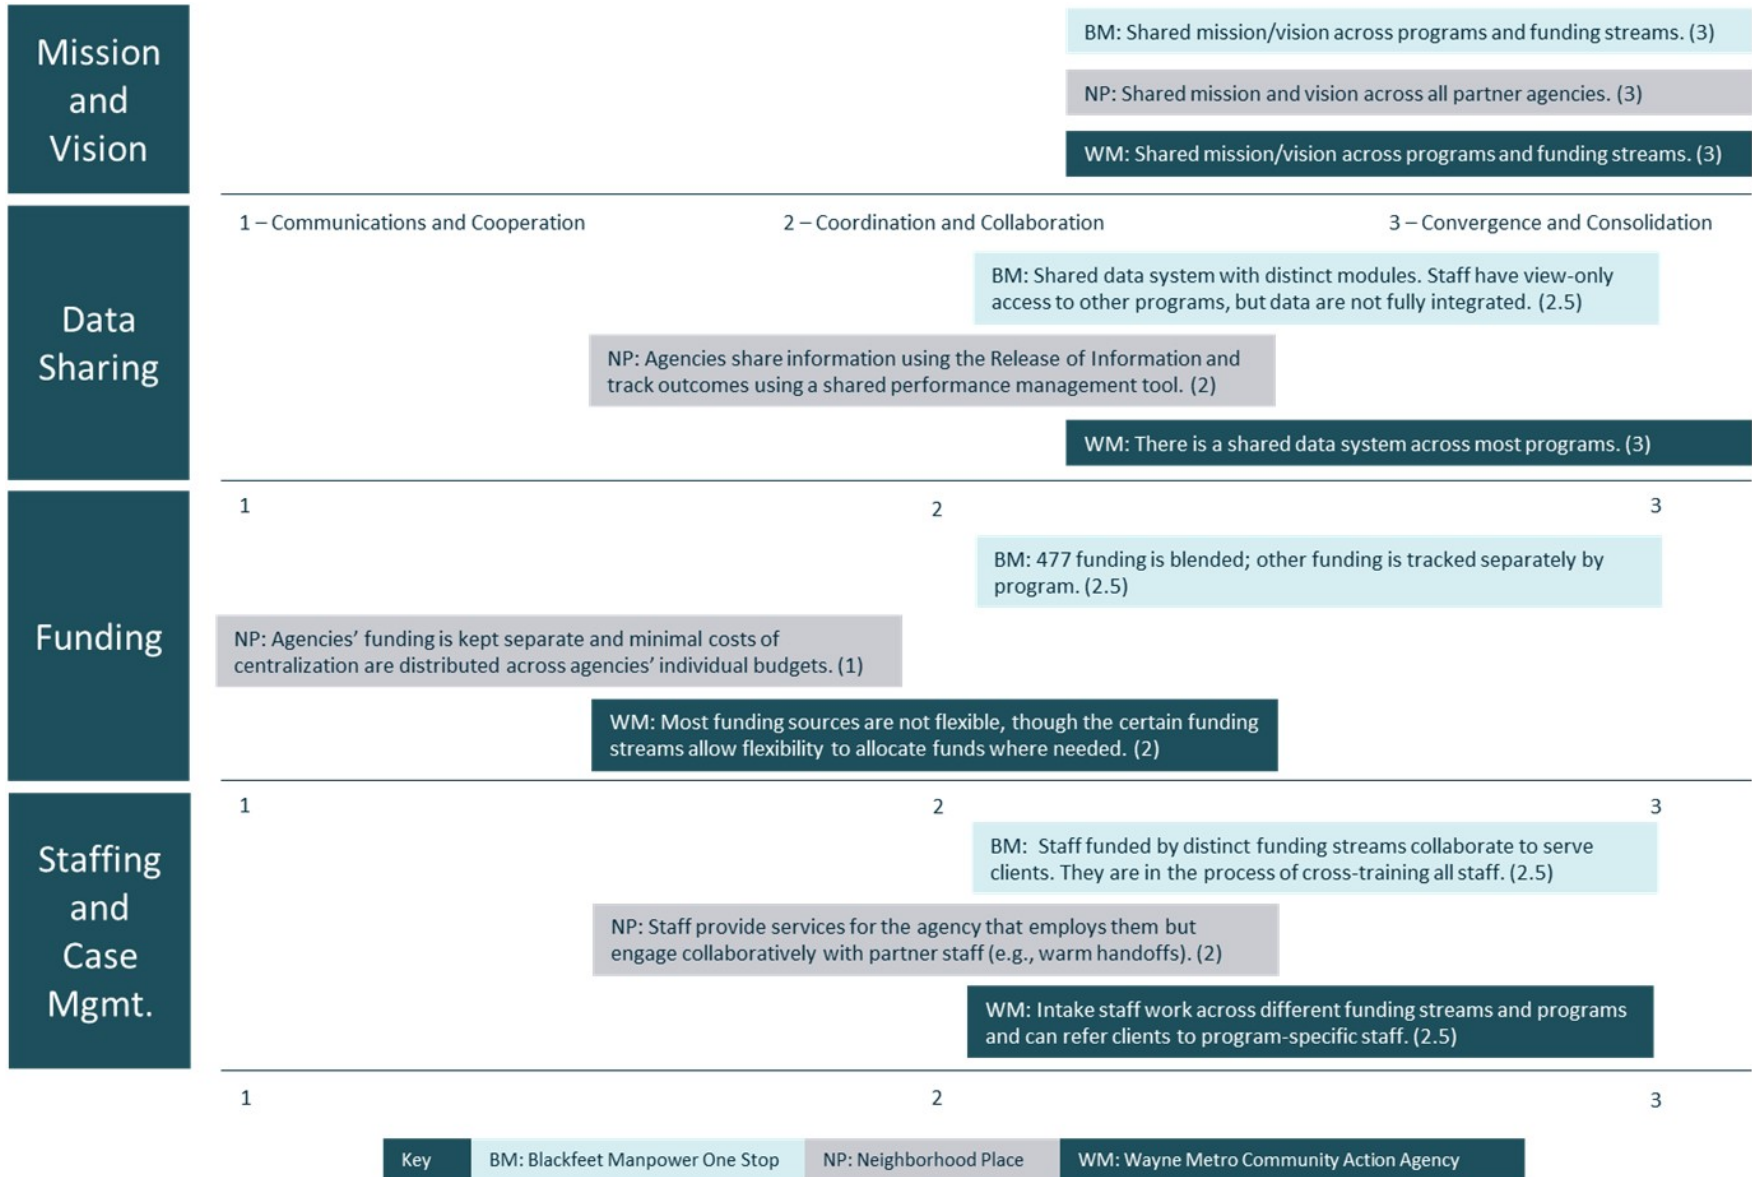 Mission
and
Vision
BM: Shared mission/vision across programs and funding streams. (3)
NP: Shared mission and vision across all partner agencies. (3)
WM: Shared mission/vision across programs and funding streams. (3)
1 – Communications and Cooperation
2 – Coordination and Collaboration
3 – Convergence and Consolidation
Data
Sharing
BM: Shared data system with distinct modules. Staff have view-only
access to other programs, but data are not fully integrated. (2.5)
NP: Agencies share information using the Release of Information and
track outcomes using a shared performance management tool. (2)
WM: There is a shared data system across most programs. (3)
1
2
3
Funding
BM: 477 funding is blended; other funding is tracked separately by
program. (2.5)
NP: Agencies’ funding is kept separate and minimal costs of
centralization are distributed across agencies’ individual budgets. (1)
WM: Most funding sources are not flexible, though the certain funding
streams allow flexibility to allocate funds where needed. (2)
1
2
3
Staffing
and
Case
Mgmt.
BM: Staff funded by distinct funding streams collaborate to serve
clients. They are in the process of cross-training all staff. (2.5)
NP: Staff provide services for the agency that employs them but
engage collaboratively with partner staff (e.g., warm handoffs). (2)
WM: Intake staff work across different funding streams and programs
and can refer clients to program-specific staff. (2.5)
1
2
3
Key
BM: Blackfeet Manpower One Stop
NP: Neighborhood Place
WM: Wayne Metro Community Action Agency